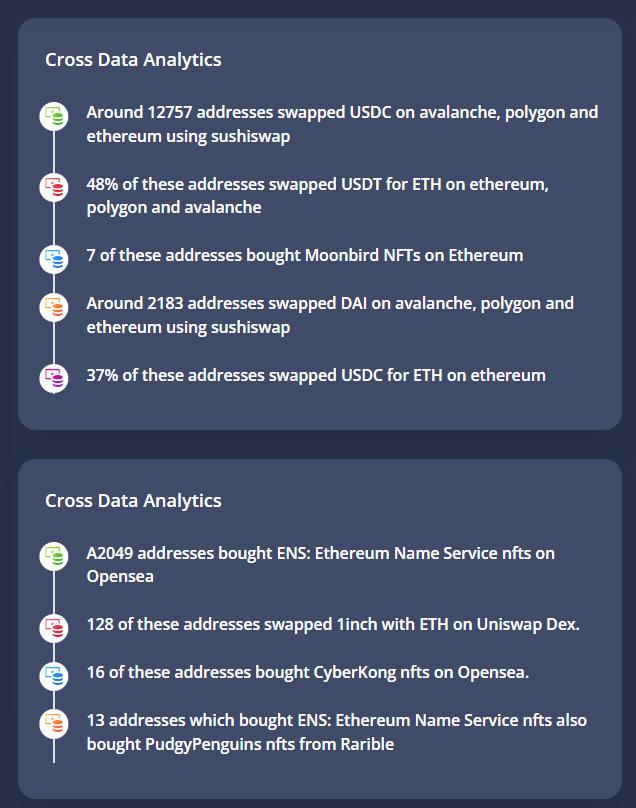 Cross Data Analytics
Around 12757 addresses swapped USDC on avalanche, polygon and
ethereum using sushiswap
48% of these addresses swapped USDT for ETH on ethereum,
polygon and avalanche
7 of these addresses bought Moonbird NFTs on Ethereum
Around 2183 addresses swapped DAI on avalanche, polygon and
ethereum using sushiswap
37% of these addresses swapped USDC for ETH on ethereum
Cross Data Analytics
A2049 addresses bought ENS: Ethereum Name Service nfts on
Opensea
128 of these addresses swapped 1inch with ETH on Uniswap Dex.
16 of these addresses bought CyberKong nfts on Opensea.
13 addresses which bought ENS: Ethereum Name Service nfts also
bought PudgyPenguins nfts from Rarible